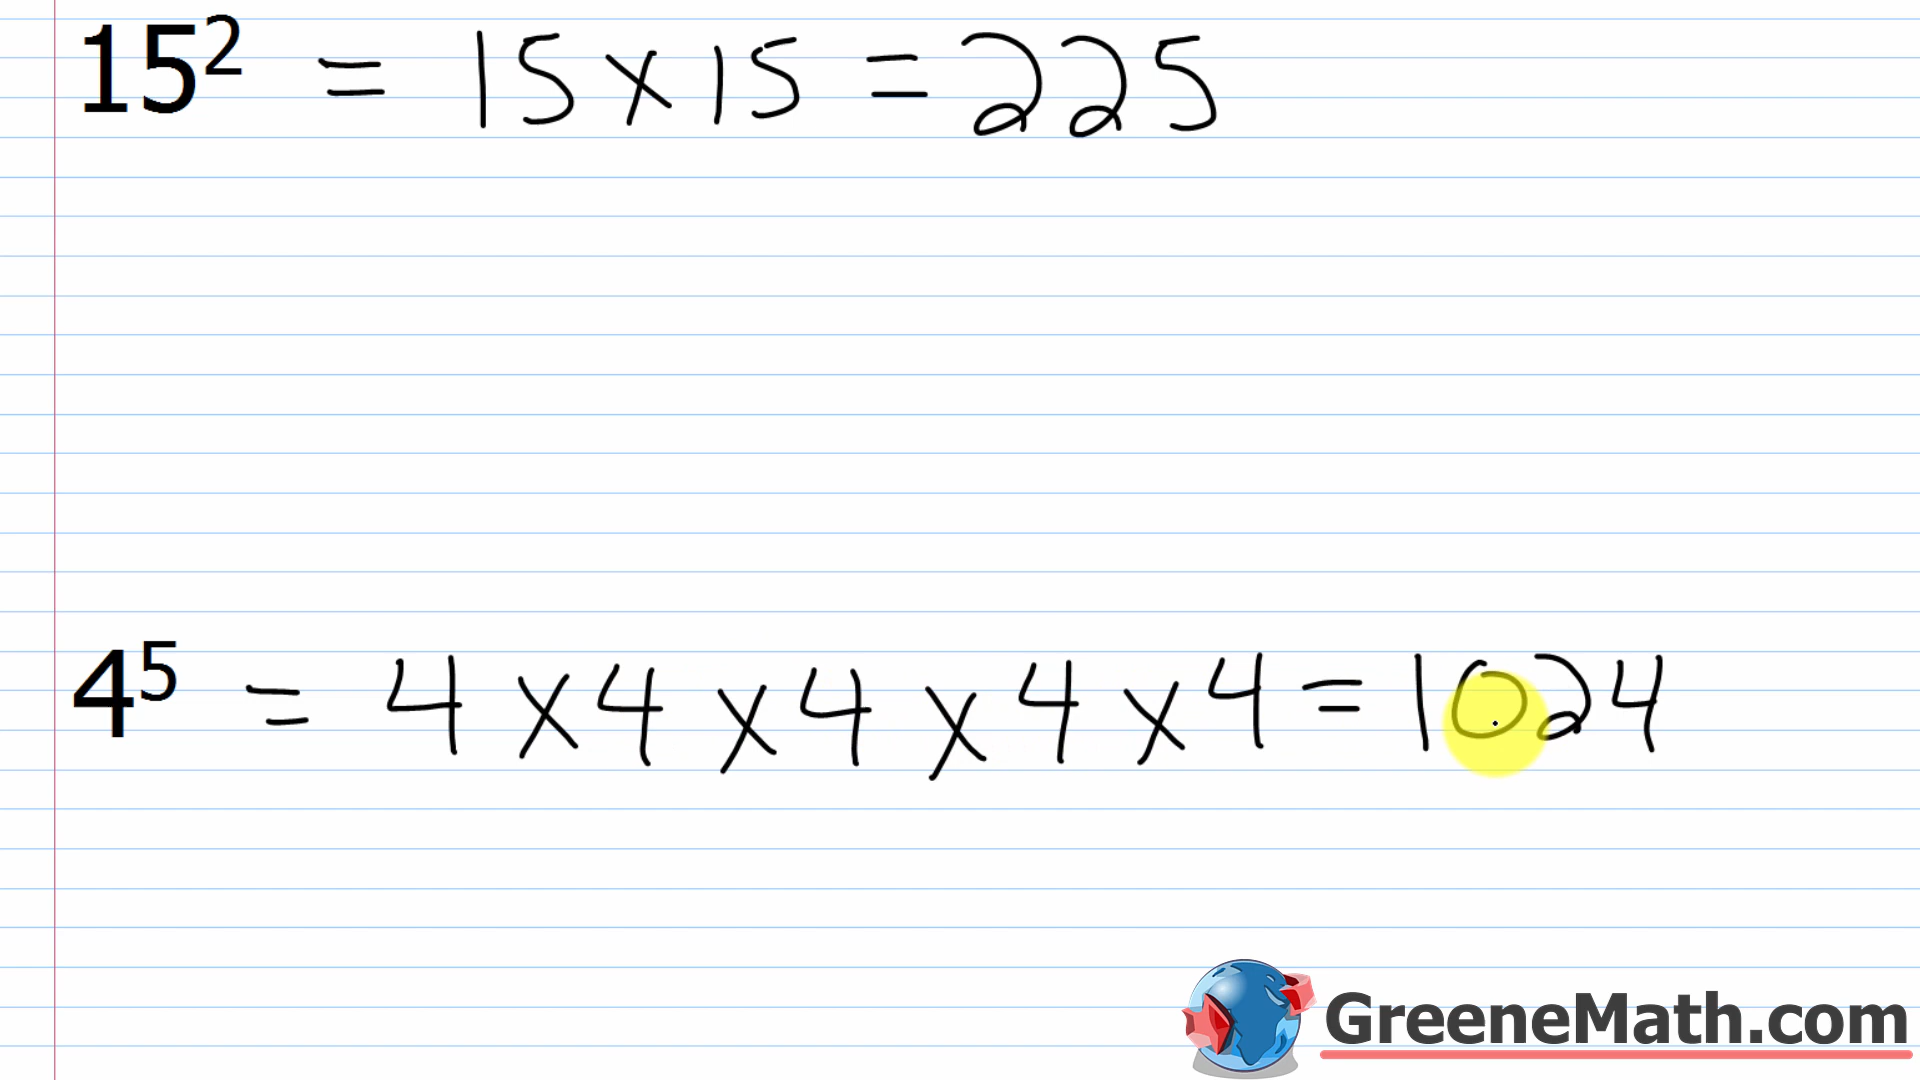 15² = 15 x 15 = 225
4⁵ = 4 x 4 x 4 x 4 x 4 = 1024
GreeneMath.com